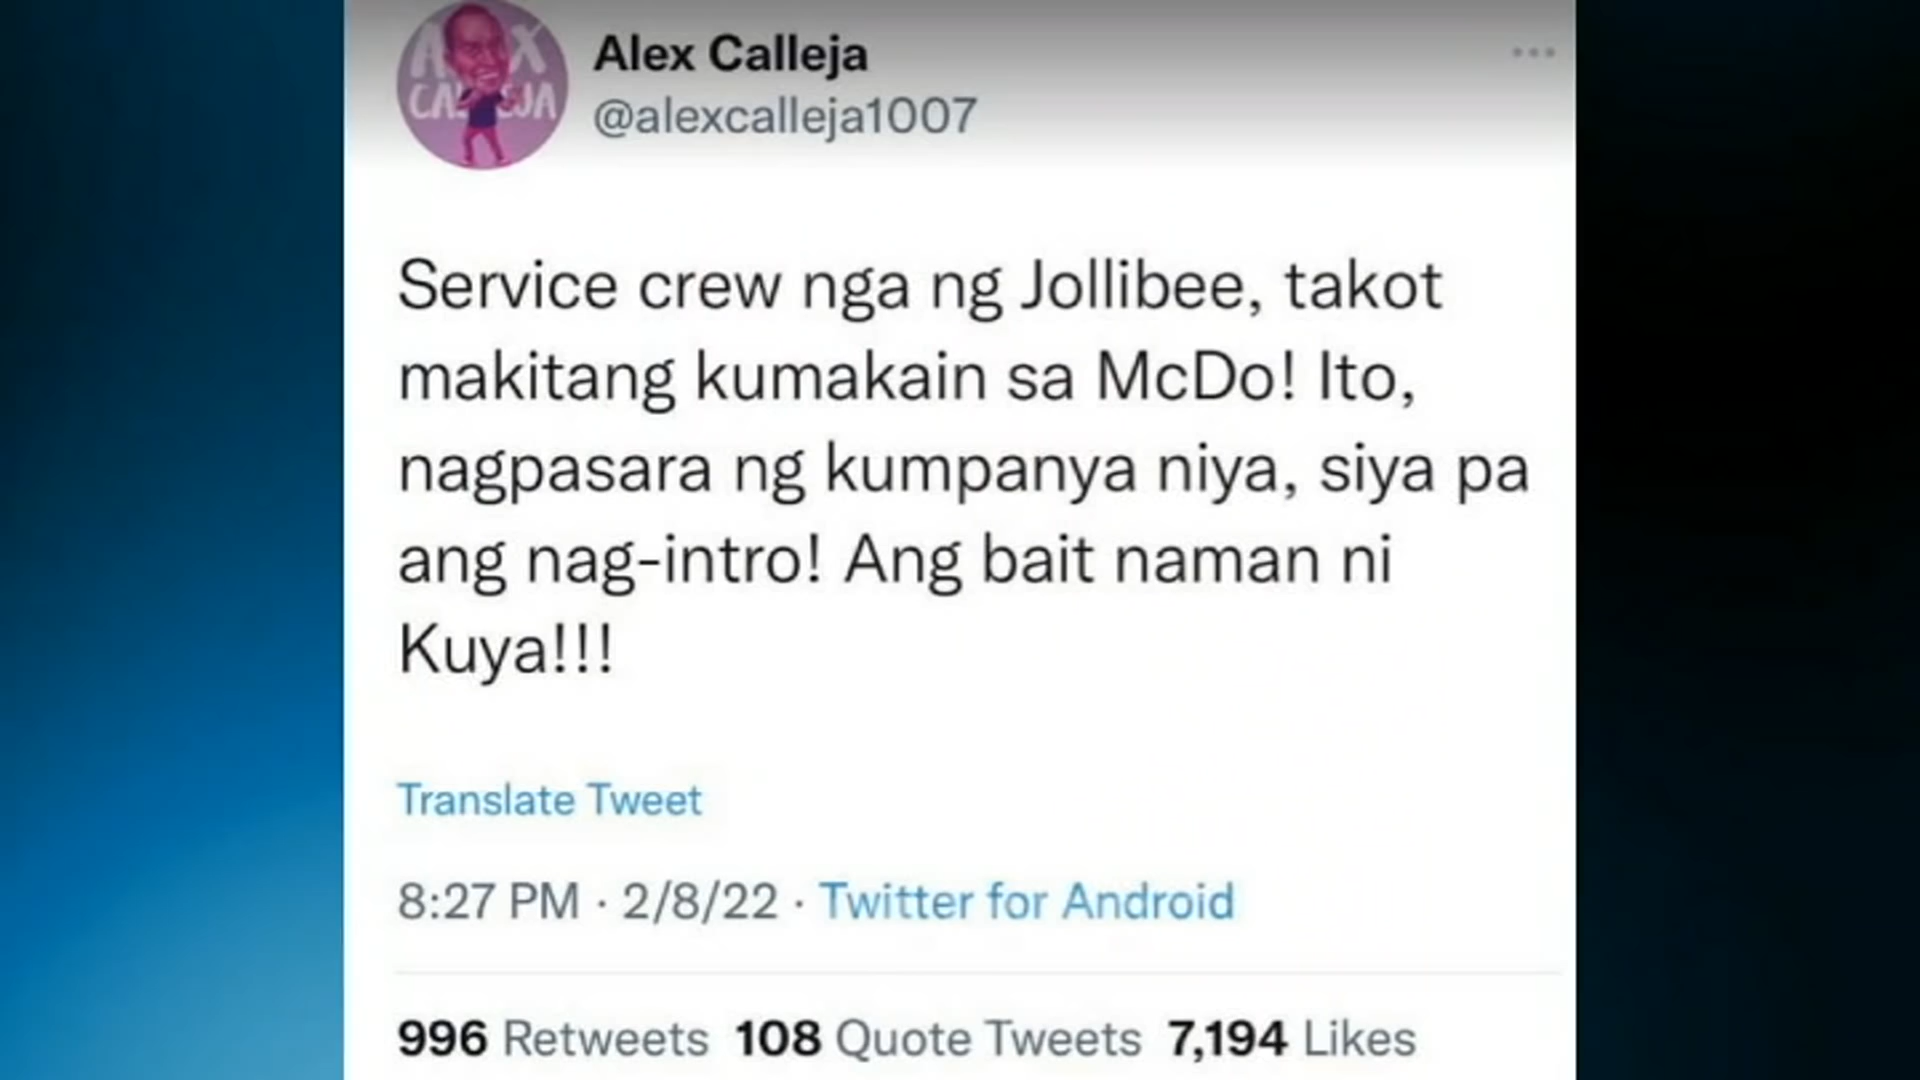 ALEX
CALLEJA
Alex Calleja
@alexcalleja1007
Service crew nga ng Jollibee, takot
makitang kumakain sa McDo! Ito,
nagpasara ng kumpanya niya, siya pa
ang nag-intro! Ang bait naman ni
Kuya!!!
Translate Tweet
8:27 PM · 2/8/22 · Twitter for Android
996 Retweets 108 Quote Tweets 7,194 Likes